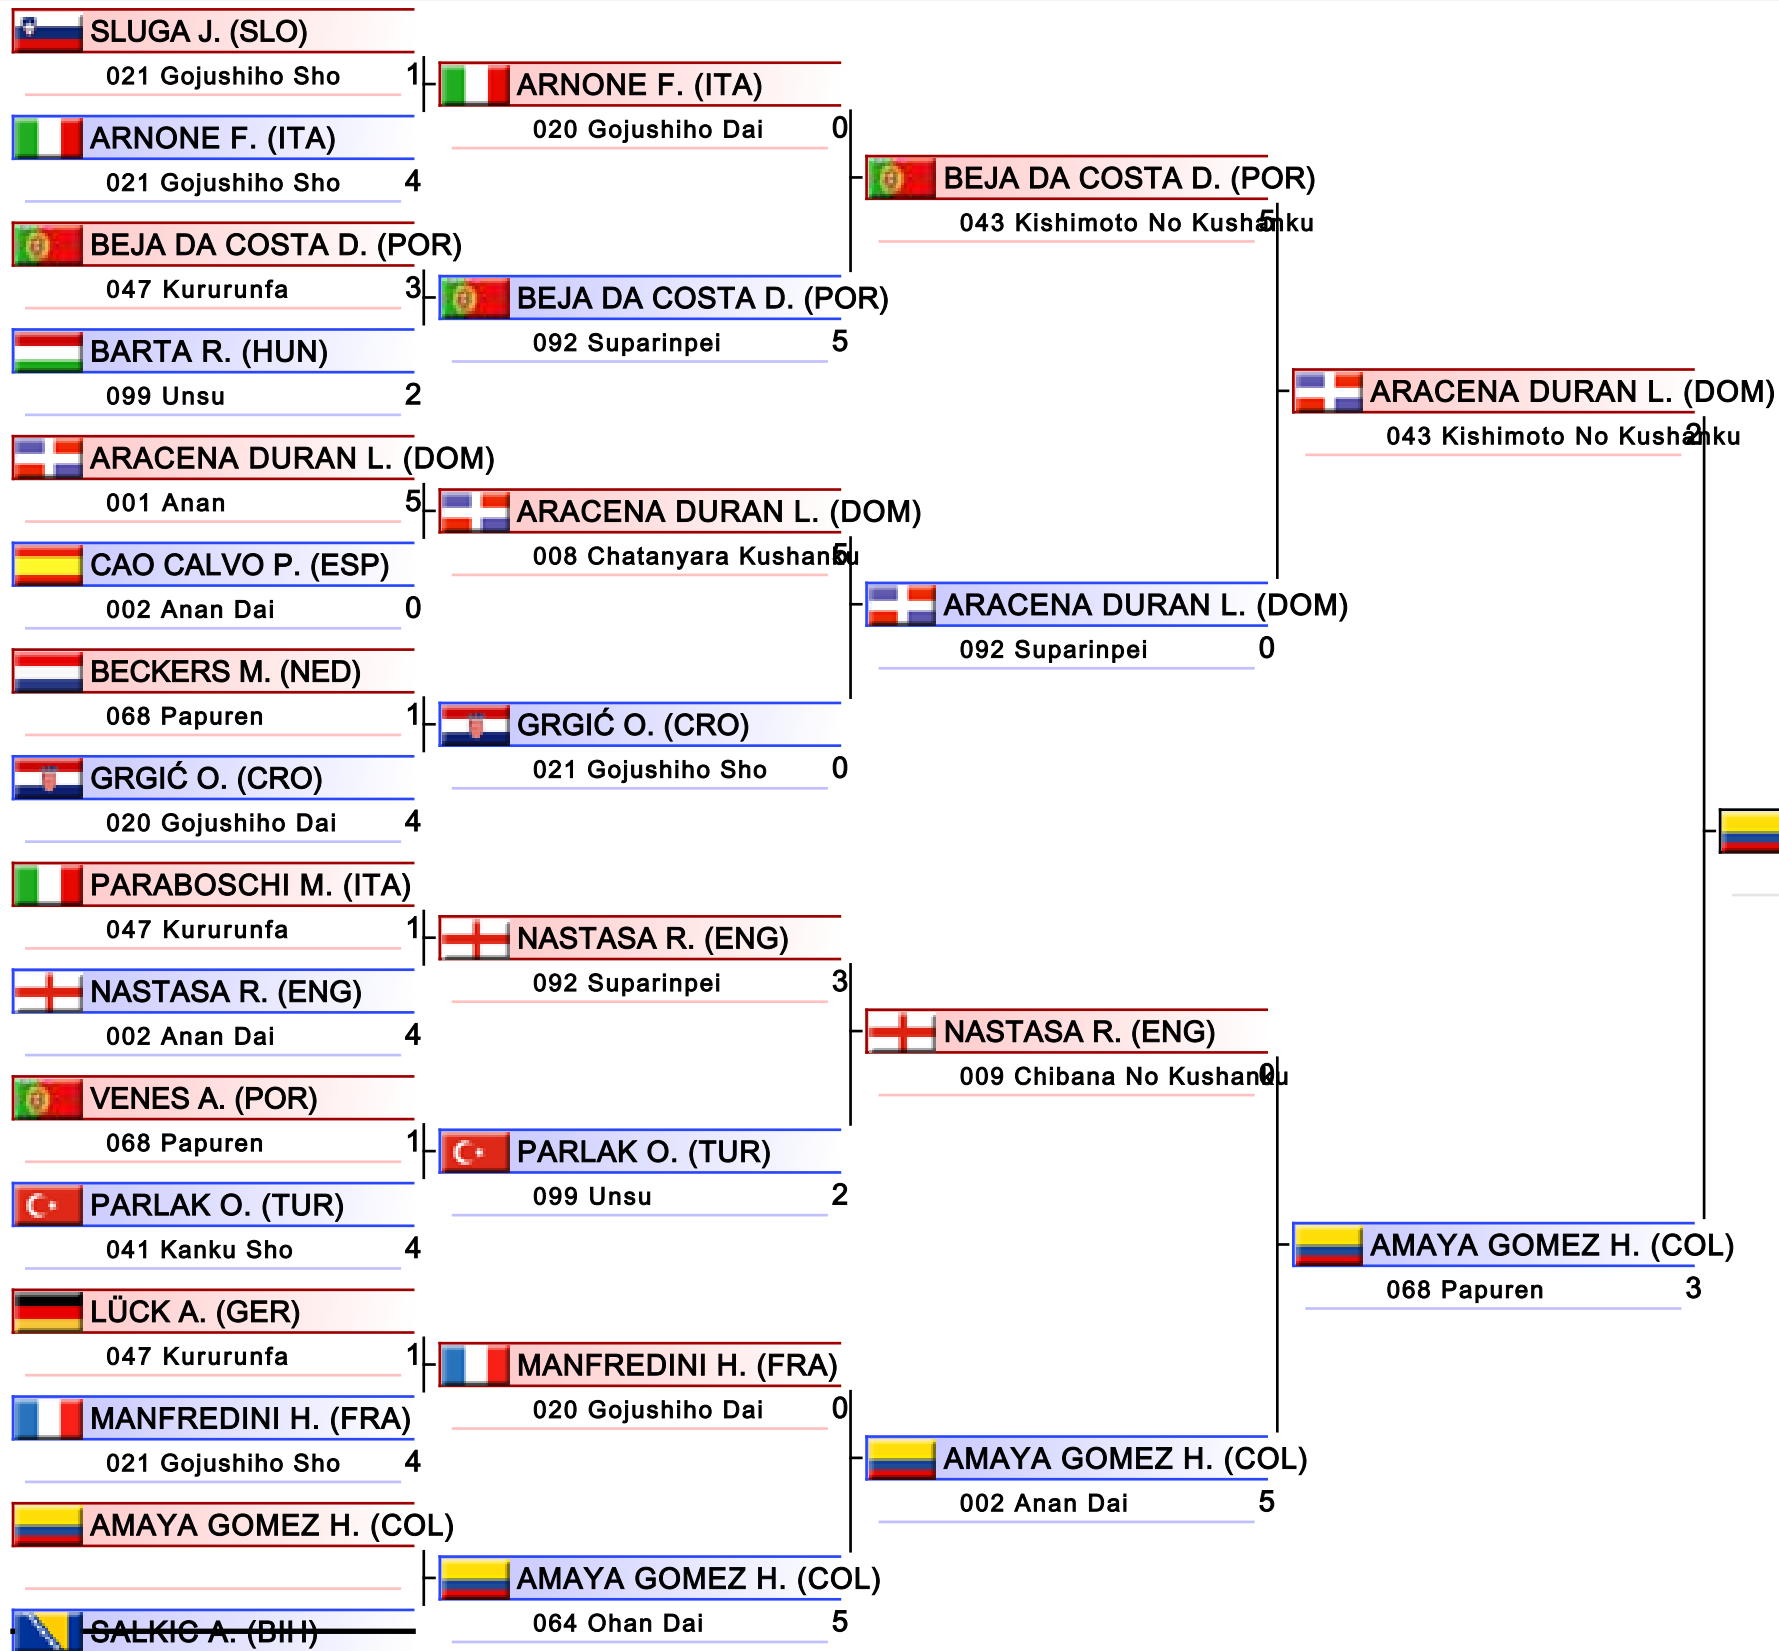 SLUGA J. (SLO)
021 Gojushiho Sho 1
ARNONE F. (ITA)
021 Gojushiho Sho 4
BEJA DA COSTA D. (POR)
047 Kururunfa 3
BARTA R. (HUN)
099 Unsu 2
ARACENA DURAN L. (DOM)
001 Anan 5
CAO CALVO P. (ESP)
002 Anan Dai 0
BECKERS M. (NED)
068 Papuren 1
GRGIĆ O. (CRO)
020 Gojushiho Dai 4
PARABOSCHI M. (ITA)
047 Kururunfa 1
NASTASA R. (ENG)
002 Anan Dai 4
VENES A. (POR)
068 Papuren 1
PARLAK O. (TUR)
041 Kanku Sho 4
LÜCK A. (GER)
047 Kururunfa 1
MANFREDINI H. (FRA)
021 Gojushiho Sho 4
AMAYA GOMEZ H. (COL)
SALKIC A. (BIH)
ARNONE F. (ITA)
020 Gojushiho Dai 0
BEJA DA COSTA D. (POR)
092 Suparinpei 5
ARACENA DURAN L. (DOM)
008 Chatanyara Kushanku 5
GRGIĆ O. (CRO)
021 Gojushiho Sho 0
NASTASA R. (ENG)
092 Suparinpei 3
PARLAK O. (TUR)
099 Unsu 2
MANFREDINI H. (FRA)
020 Gojushiho Dai 0
AMAYA GOMEZ H. (COL)
064 Ohan Dai 5
BEJA DA COSTA D. (POR)
043 Kishimoto No Kushanku 5
ARACENA DURAN L. (DOM)
092 Suparinpei 0
NASTASA R. (ENG)
009 Chibana No Kushanku 0
AMAYA GOMEZ H. (COL)
002 Anan Dai 5
ARACENA DURAN L. (DOM)
043 Kishimoto No Kushanku 2
AMAYA GOMEZ H. (COL)
068 Papuren 3